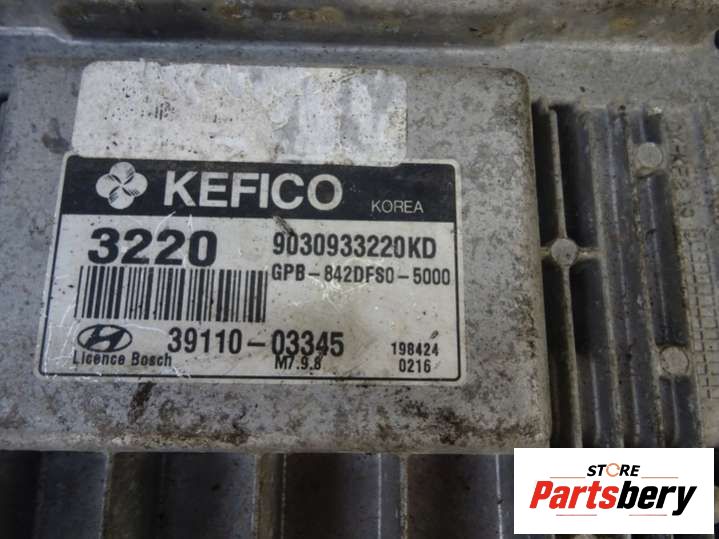 KEFICO KOREA
3220 9030933220KD
GPB-842DFS0-5000
39110-03345
Licence Bosch M7.9.8
198424
0216
STORE
Partsbery